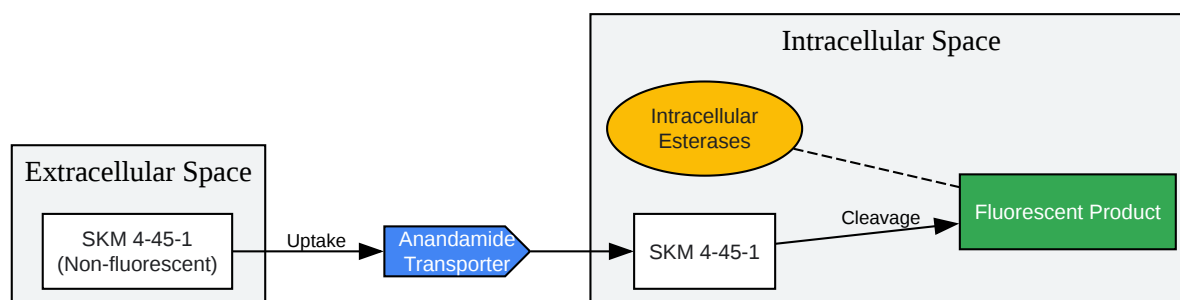 Extracellular Space
SKM 4-45-1
(Non-fluorescent)
Uptake
Anandamide
Transporter
Intracellular Space
Intracellular
Esterases
SKM 4-45-1
Cleavage
Fluorescent Product